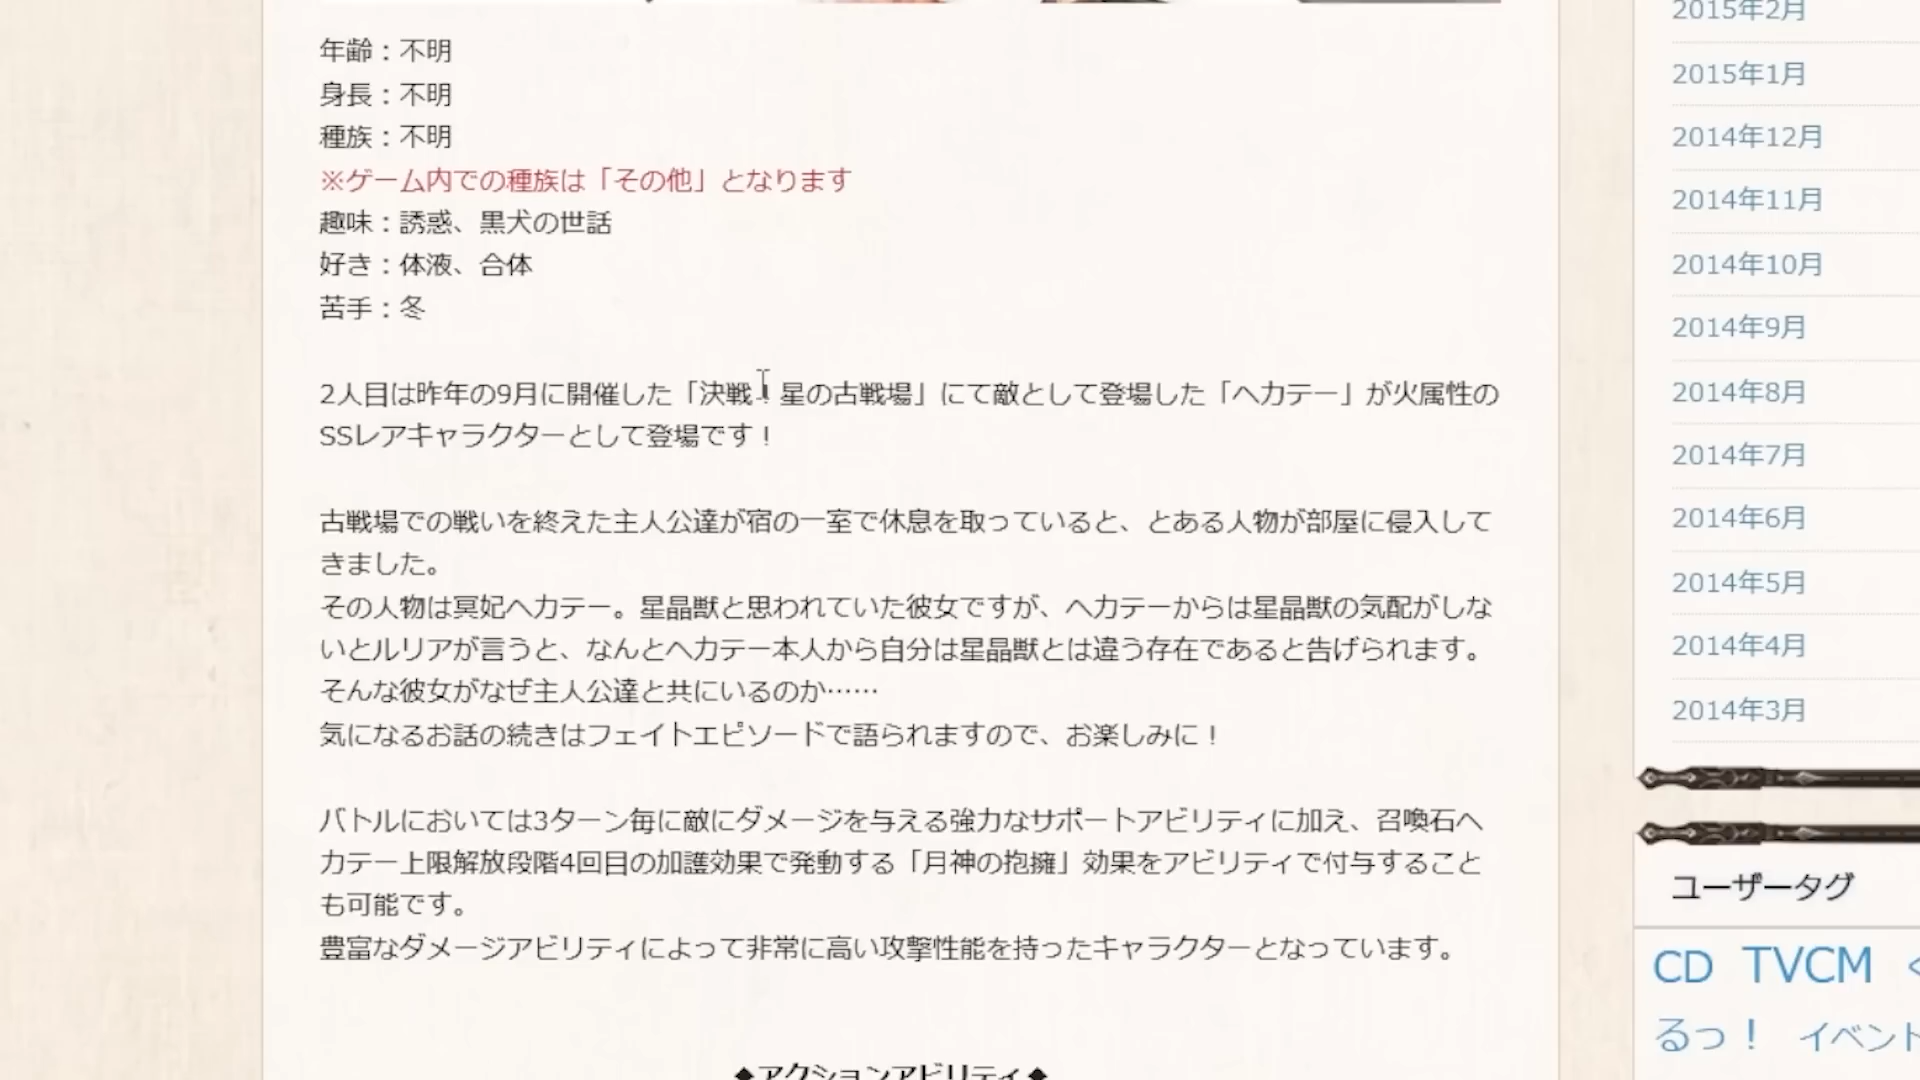 年齢：不明
身長：不明
種族：不明
※ゲーム内での種族は「その他」となります
趣味：誘惑、黒犬の世話
好き：体液、合体
苦手：冬
2人目は昨年の9月に開催した「決戦！星の古戦場」にて敵として登場した「ヘカテー」が火属性の
SSレアキャラクターとして登場です！
古戦場での戦いを終えた主人公達が宿の一室で休息を取っていると、とある人物が部屋に侵入して
きました。
その人物は冥妃ヘカテー。星晶獣と思われていた彼女ですが、ヘカテーからは星晶獣の気配がしな
いとルリアが言うと、なんとヘカテー本人から自分は星晶獣とは違う存在であると告げられます。
そんな彼女がなぜ主人公達と共にいるのか……
気になるお話の続きはフェイトエピソードで語られますので、お楽しみに！
バトルにおいては3ターン毎に敵にダメージを与える強力なサポートアビリティに加え、召喚石ヘ
カテー上限解放段階4回目の加護効果で発動する「月神の抱擁」効果をアビリティで付与すること
も可能です。
豊富なダメージアビリティによって非常に高い攻撃性能を持ったキャラクターとなっています。
◆アクションアビリティ◆
2015年2月
2015年1月
2014年12月
2014年11月
2014年10月
2014年9月
2014年8月
2014年7月
2014年6月
2014年5月
2014年4月
2014年3月
ユーザータグ
CD TVCM
るっ！ イベント